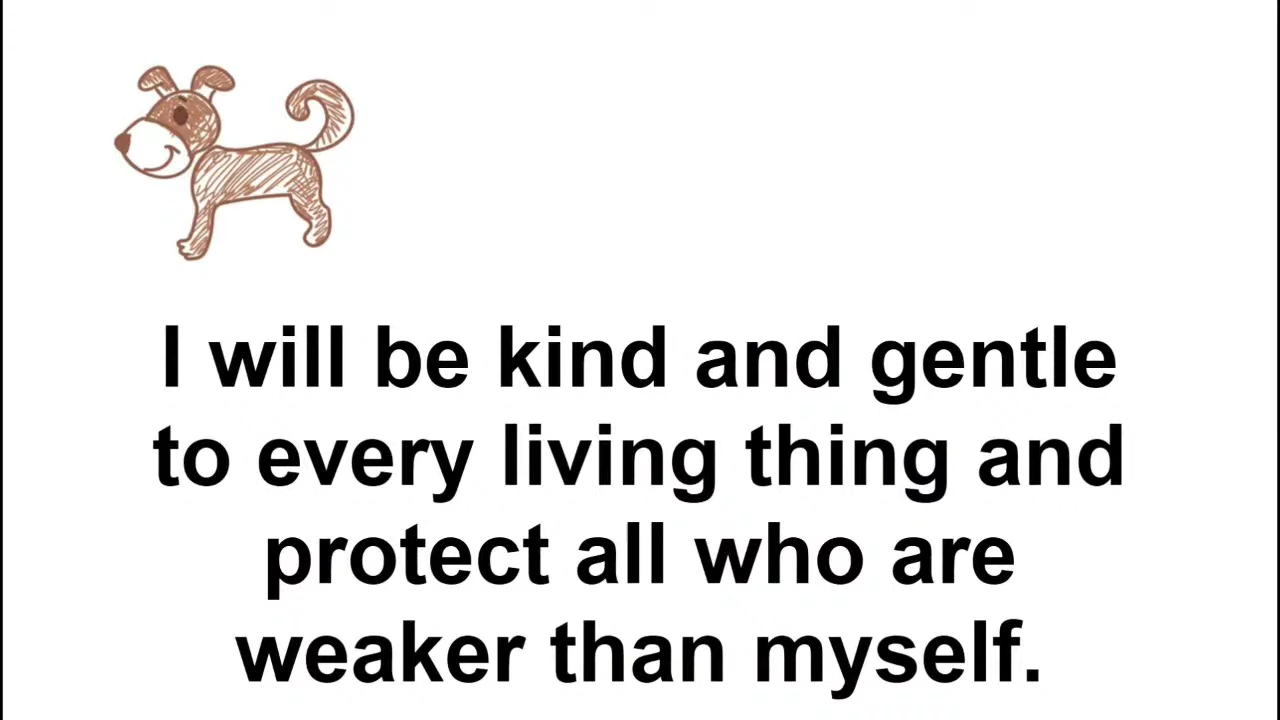 I will be kind and gentle
to every living thing and
protect all who are
weaker than myself.